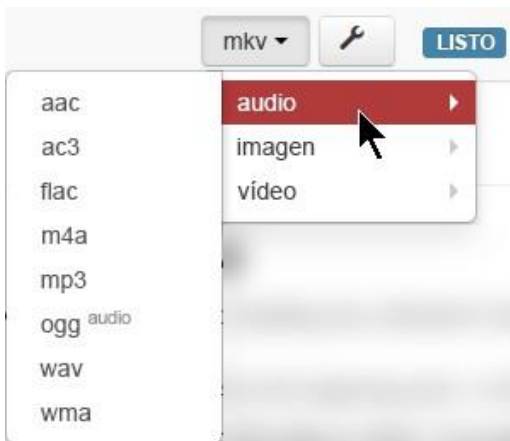 mkv LISTO
audio
imagen
vídeo
aac
ac3
flac
m4a
mp3
ogg audio
wav
wma